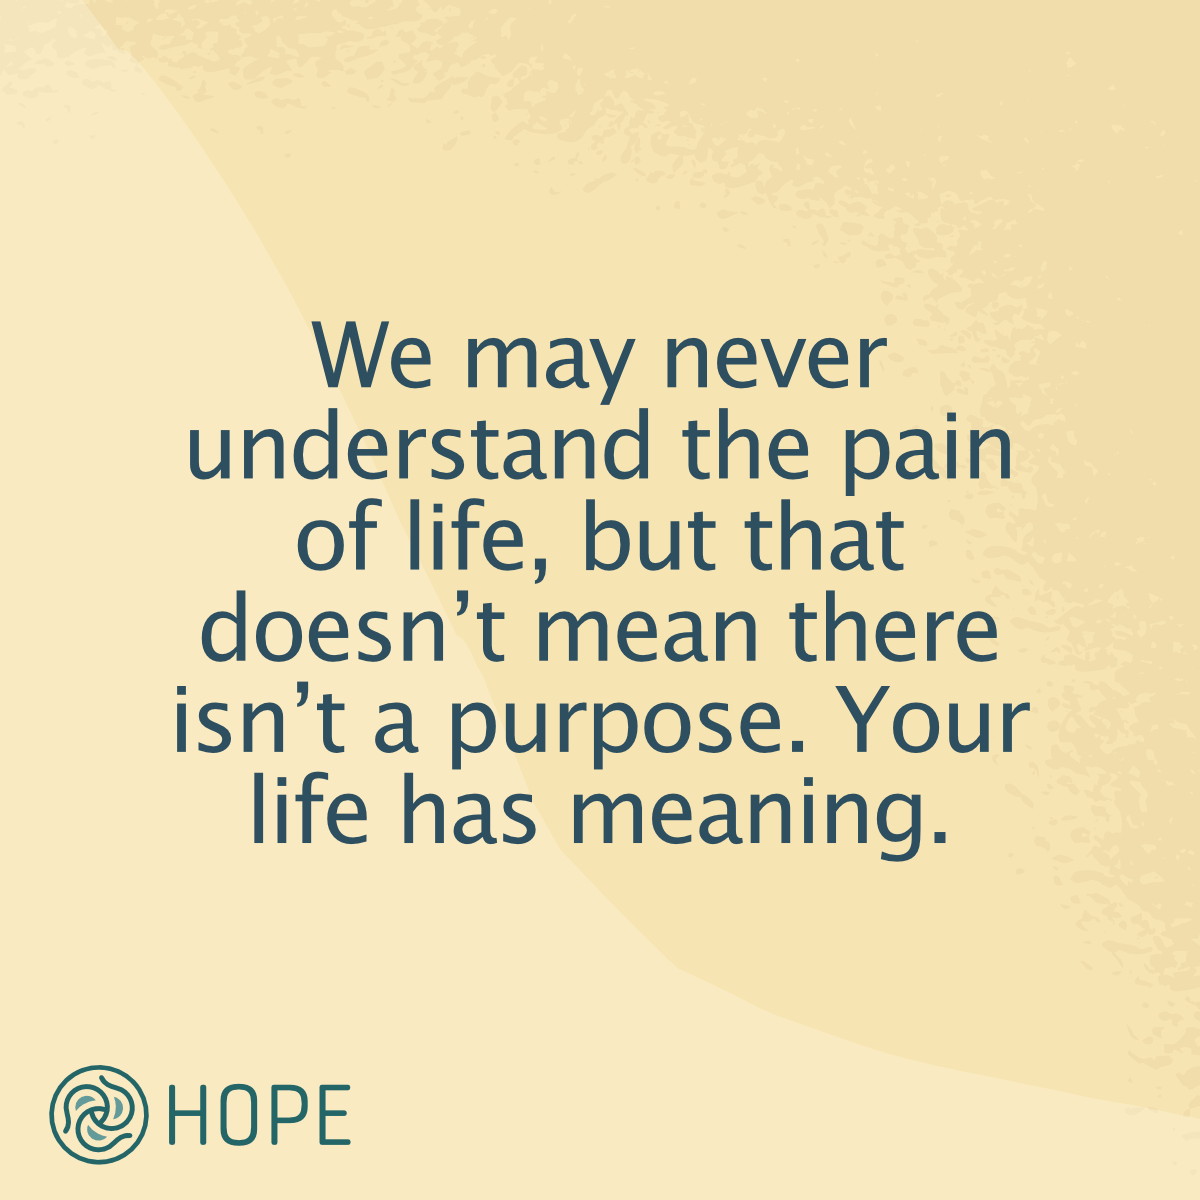 We may never
understand the pain
of life, but that
doesn’t mean there
isn’t a purpose. Your
life has meaning.
HOPE